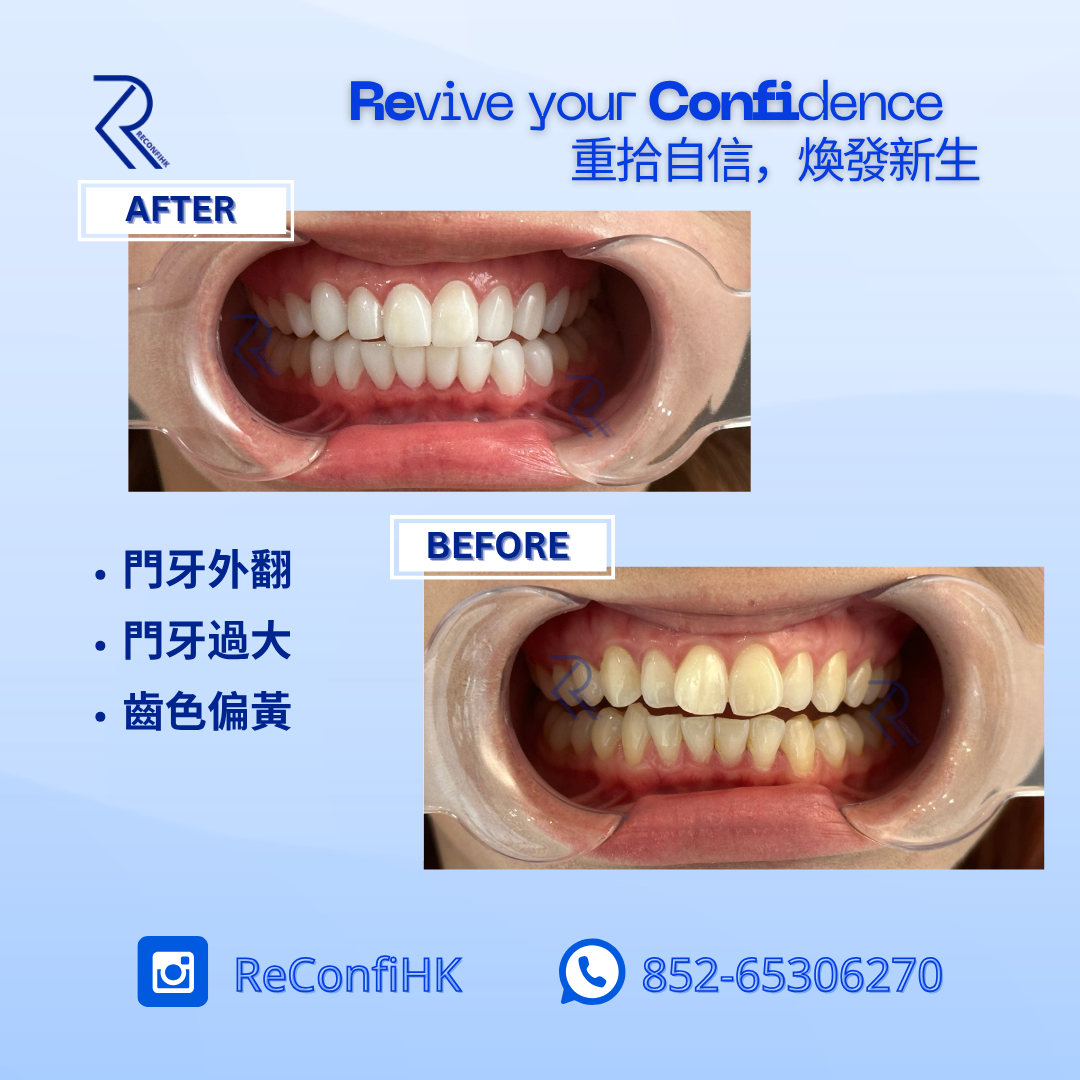 RECONFIHK
Revive your Confidence
重拾自信，煥發新生
AFTER
BEFORE
• 門牙外翻
• 門牙過大
• 齒色偏黃
ReConfiHK
852-65306270